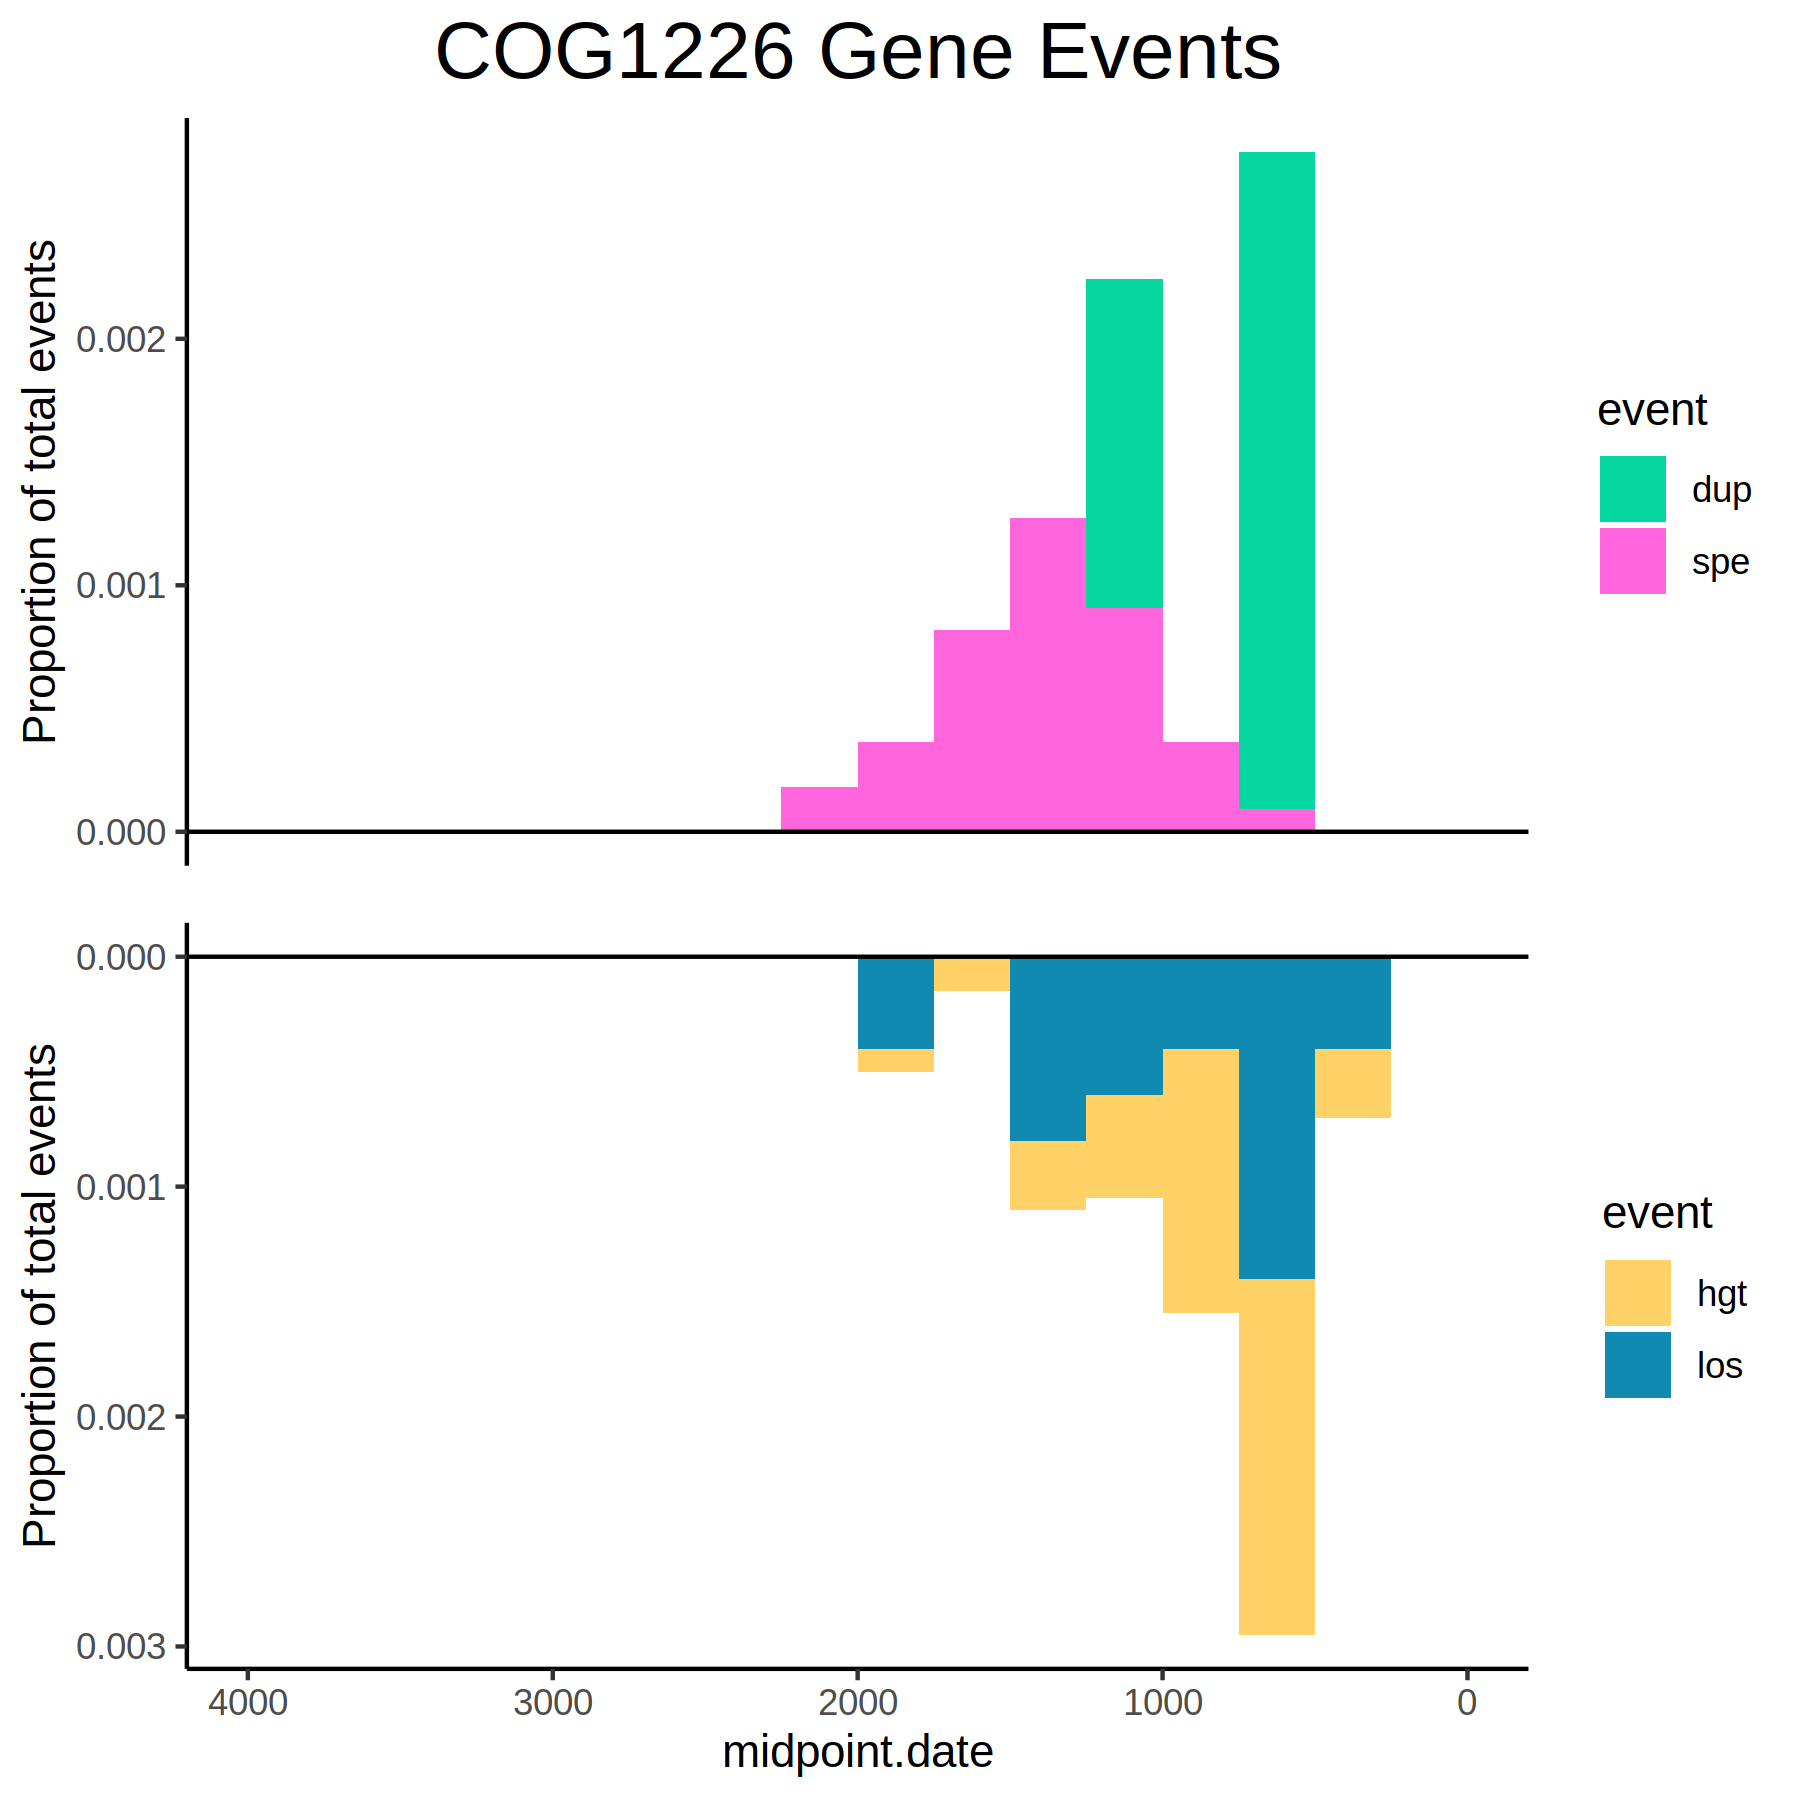 COG1226 Gene Events
Proportion of total events
0.002
0.001
0.000
event
dup
spe
Proportion of total events
0.000
0.001
0.002
0.003
event
hgt
los
4000 3000 2000 1000 0
midpoint.date